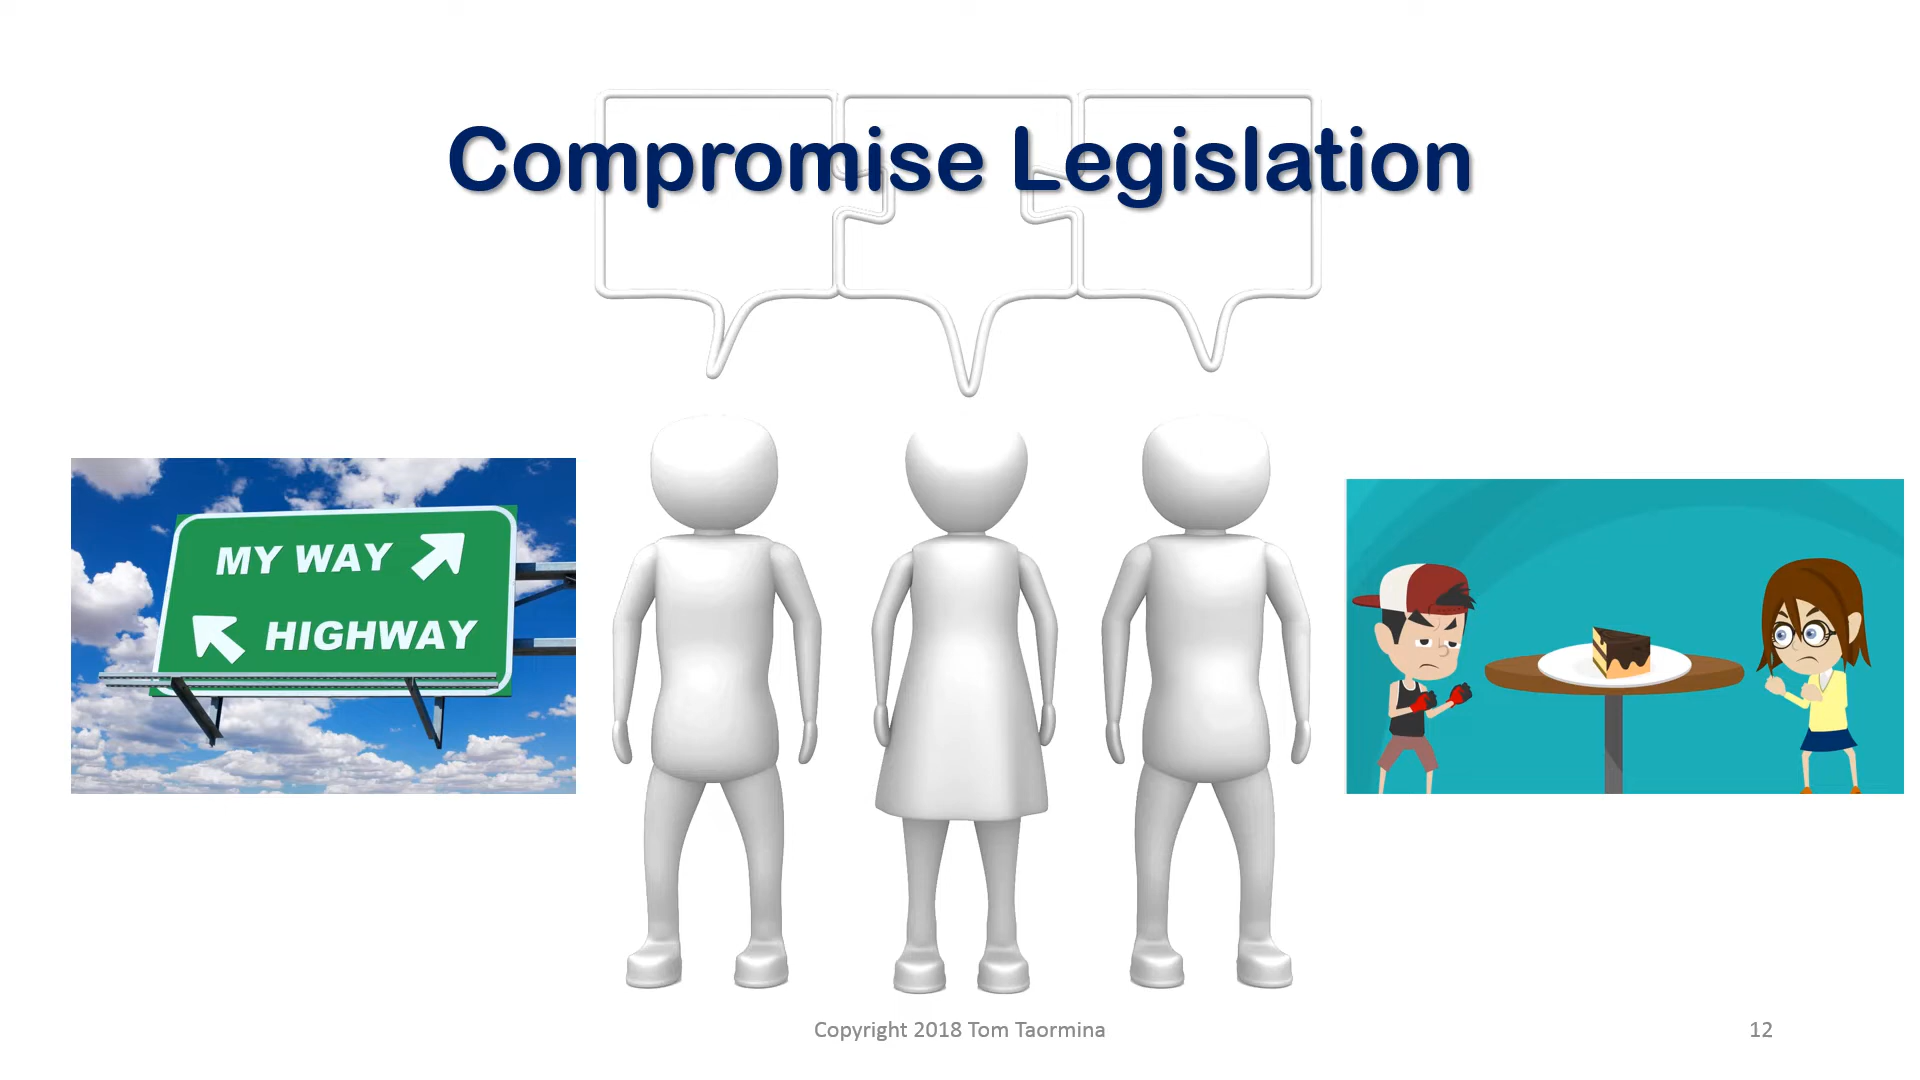 Compromise Legislation
MY WAY
HIGHWAY
Copyright 2018 Tom Taormina
12